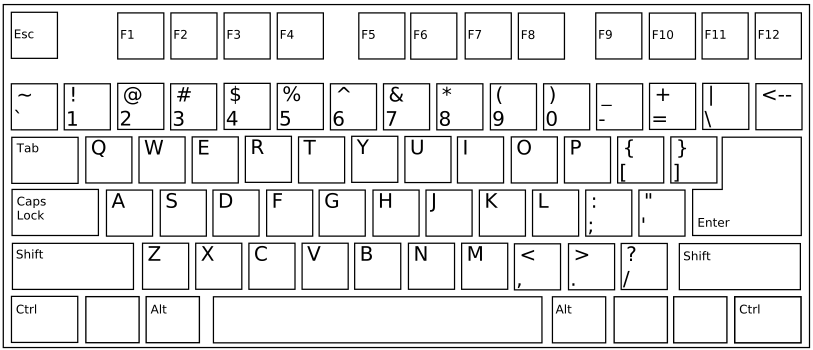 Esc F1 F2 F3 F4 F5 F6 F7 F8 F9 F10 F11 F12
~ ! @ # $ % ^ & * ( ) _ + | <--
` 1 2 3 4 5 6 7 8 9 0 - = \
Tab Q W E R T Y U I O P { }
[ ]
Caps A S D F G H J K L : "
Lock ; ' Enter
Shift Z X C V B N M < > ? Shift
, . /
Ctrl Alt Alt Ctrl